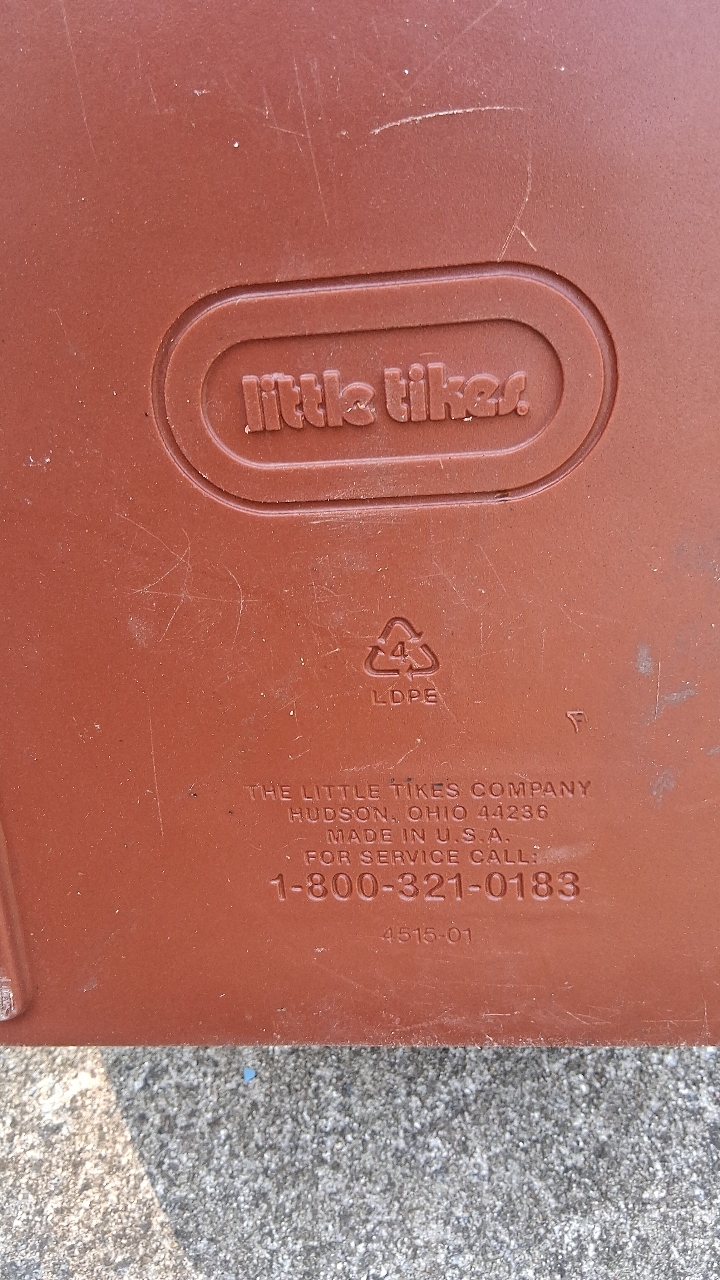 little tikes.
4
LDPE
THE LITTLE TIKES COMPANY
HUDSON, OHIO 44236
MADE IN U.S.A.
FOR SERVICE CALL:
1-800-321-0183
4515-01